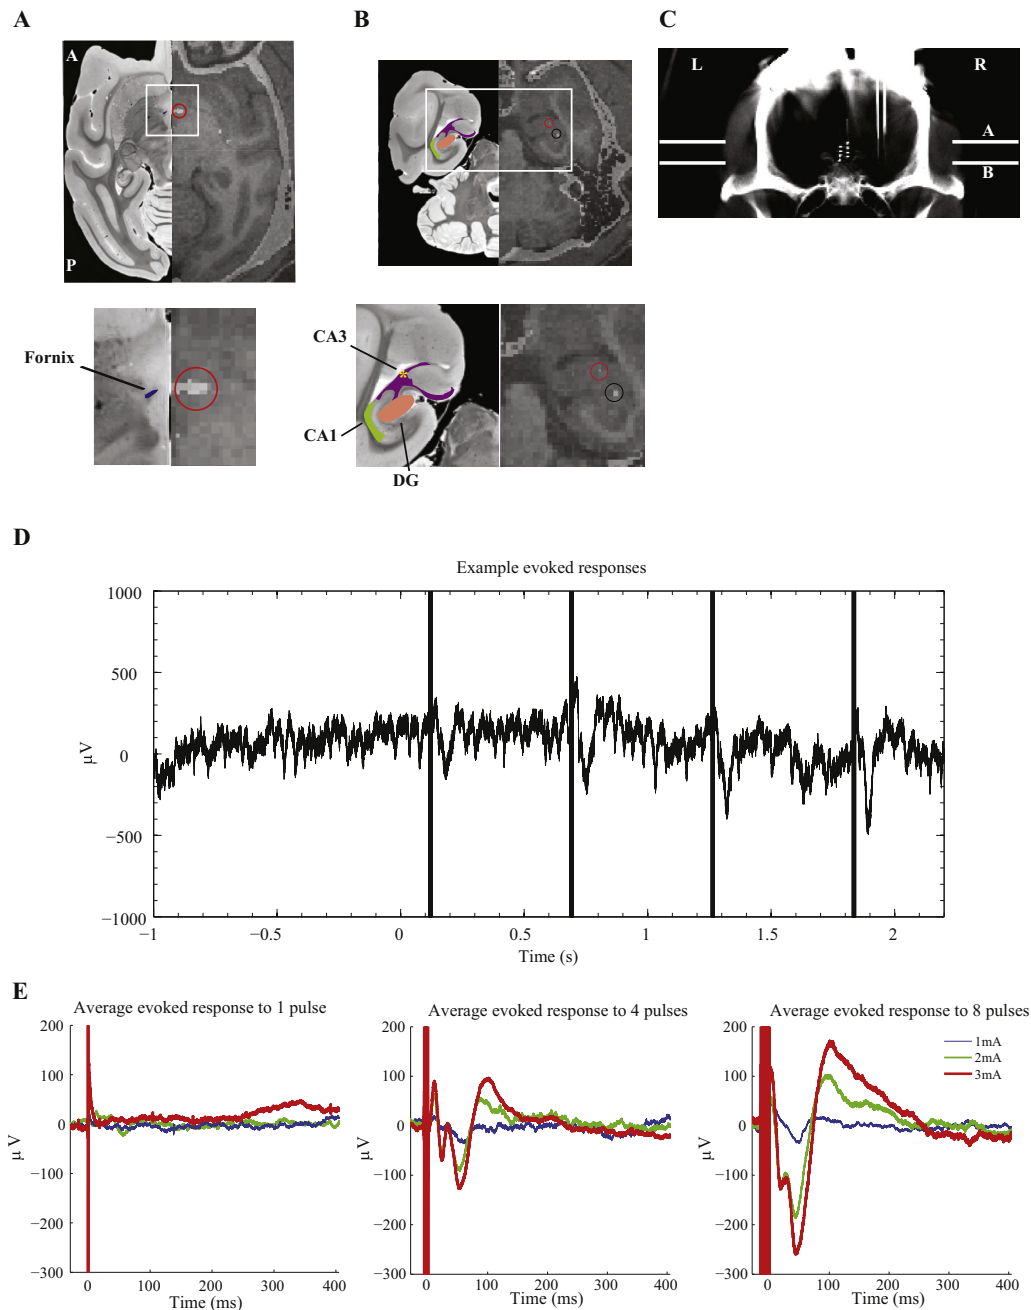 A
B
C
A
P
L
R
A
B
Fornix
CA3
CA1
DG
*
D
Example evoked responses
1000
500
0
−500
−1000
µV
−1
−0.5
0
0.5
1
1.5
2
Time (s)
E
Average evoked response to 1 pulse
200
100
0
−100
−200
−300
µV
0
100
200
300
400
Time (ms)
Average evoked response to 4 pulses
200
100
0
−100
−200
−300
µV
0
100
200
300
400
Time (ms)
Average evoked response to 8 pulses
1mA
2mA
3mA
200
100
0
−100
−200
−300
µV
0
100
200
300
400
Time (ms)